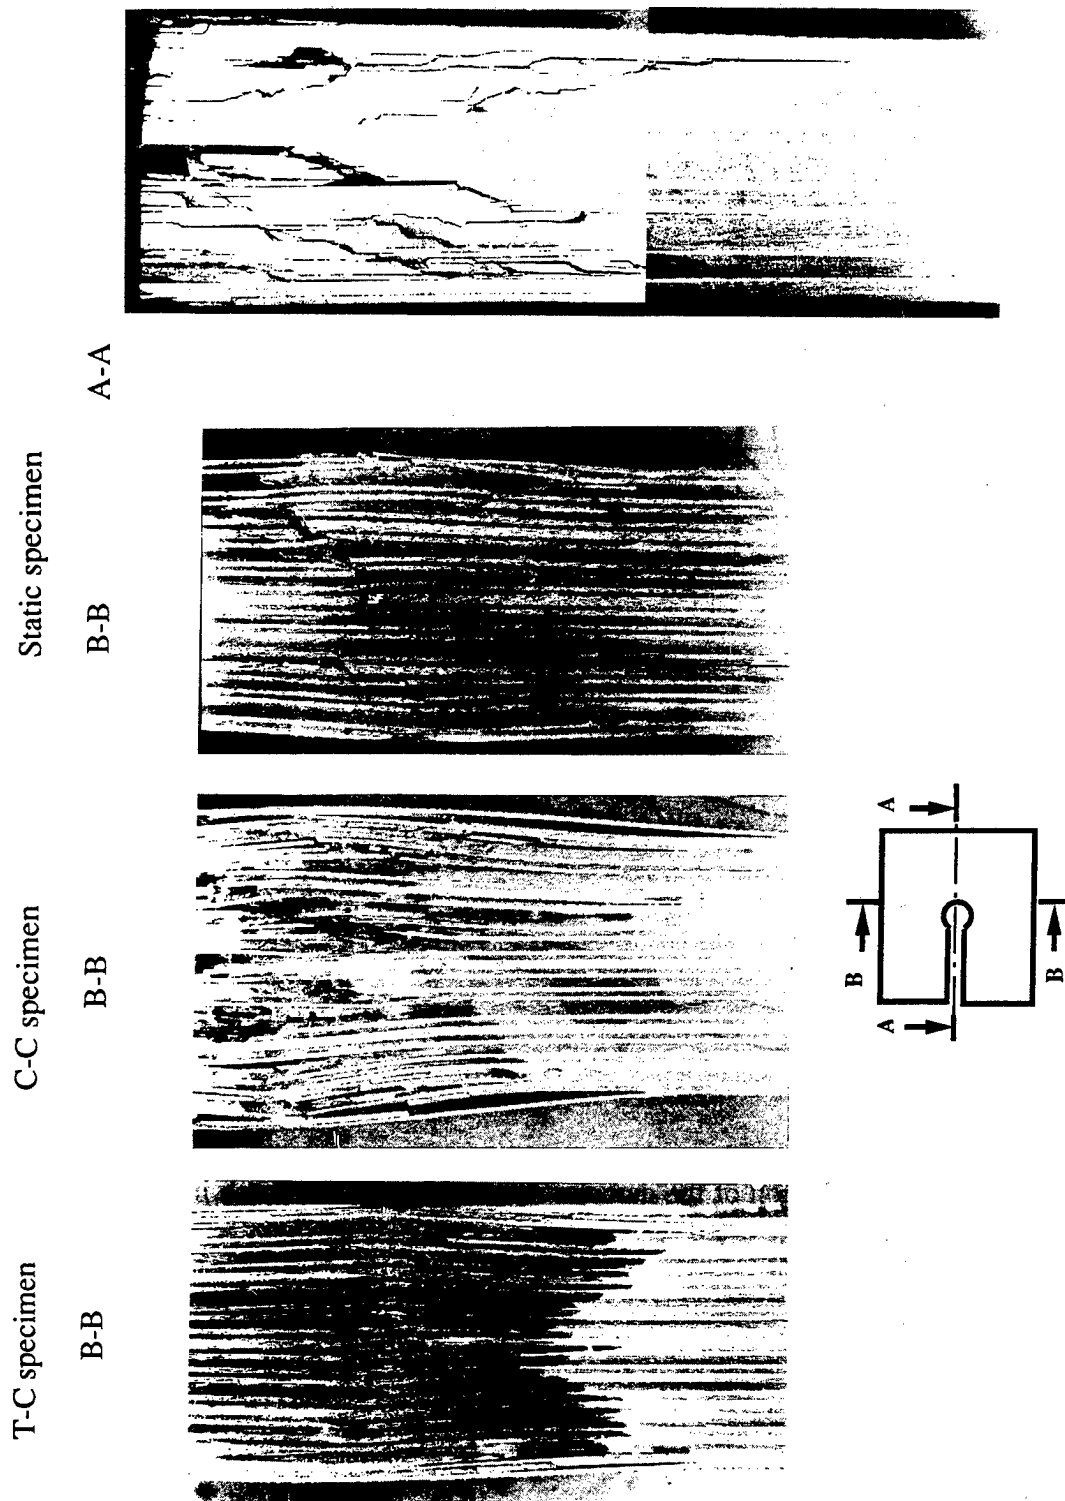 T-C specimen
C-C specimen
Static specimen
B-B
B-B
B-B
A-A
B
B
A
A